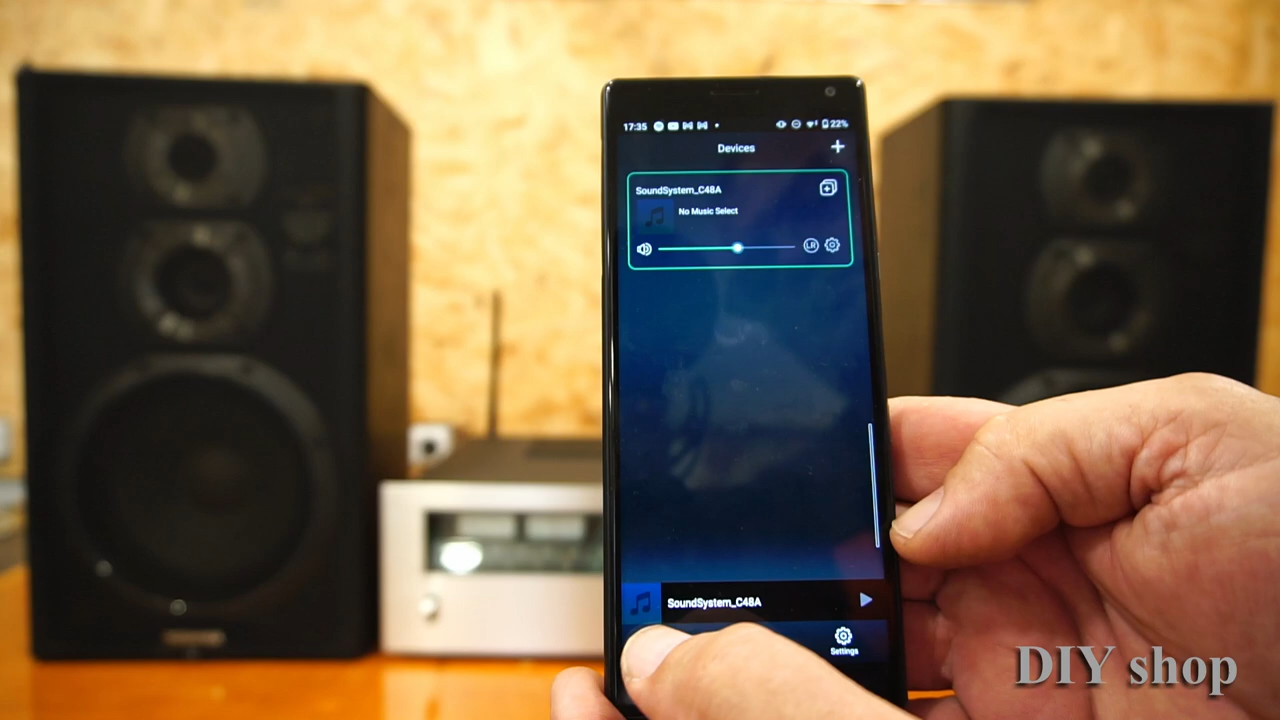 17:35
22%
Devices
+
SoundSystem_C48A
No Music Select
LR
SoundSystem_C48A
Settings
DIY shop